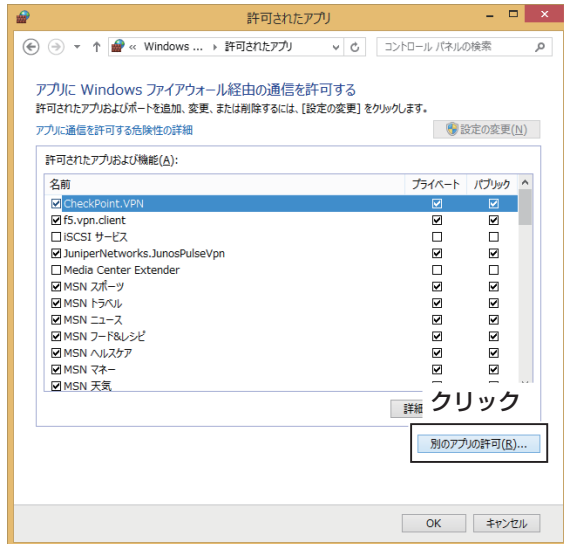 許可されたアプリ
« Windows ... 許可されたアプリ
コントロール パネルの検索
アプリに Windows ファイアウォール経由の通信を許可する
許可されたアプリおよびポートを追加、変更、または削除するには、[設定の変更] をクリックします。
アプリに通信を許可する危険性の詳細
設定の変更(N)
許可されたアプリおよび機能(A):
名前 プライベート パブリック
CheckPoint.VPN
f5.vpn.client
iSCSI サービス
JuniperNetworks.JunosPulseVpn
Media Center Extender
MSN スポーツ
MSN トラベル
MSN ニュース
MSN フード&レシピ
MSN ヘルスケア
MSN マネー
MSN 天気
クリック
詳細
別のアプリの許可(R)...
OK キャンセル